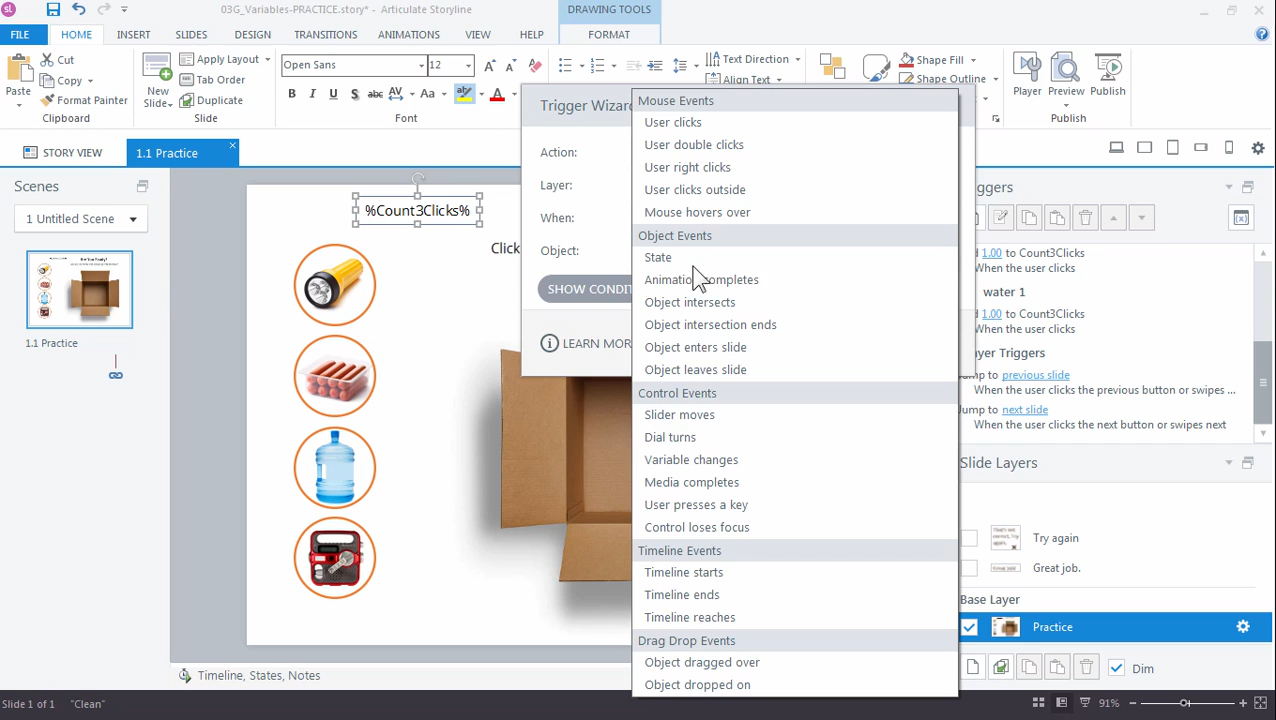 sl
03G_Variables-PRACTICE.story* - Articulate Storyline
DRAWING TOOLS
FILE
HOME
INSERT
SLIDES
DESIGN
TRANSITIONS
ANIMATIONS
VIEW
HELP
FORMAT
Paste
Cut
Copy
Format Painter
Clipboard
New Slide
Apply Layout
Tab Order
Duplicate
Slide
Open Sans
12
B I U S abc AV Aa A
Font
Text Direction
Align Text
Shape Fill
Shape Outline
Player
Preview
Publish
Publish
STORY VIEW
1.1 Practice
Scenes
1 Untitled Scene
1.1 Practice
%Count3Clicks%
Click
Trigger Wizard
Action:
Layer:
When:
Object:
SHOW CONDIT
LEARN MOR
Mouse Events
User clicks
User double clicks
User right clicks
User clicks outside
Mouse hovers over
Object Events
State
Animation completes
Object intersects
Object intersection ends
Object enters slide
Object leaves slide
Control Events
Slider moves
Dial turns
Variable changes
Media completes
User presses a key
Control loses focus
Timeline Events
Timeline starts
Timeline ends
Timeline reaches
Drag Drop Events
Object dragged over
Object dropped on
riggers
1.00 to Count3Clicks
When the user clicks
water 1
1.00 to Count3Clicks
When the user clicks
ayer Triggers
Jump to previous slide
When the user clicks the previous button or swipes ...
Jump to next slide
When the user clicks the next button or swipes next
Slide Layers
Try again
Great job.
Base Layer
Practice
Dim
Timeline, States, Notes
Slide 1 of 1
"Clean"
91%